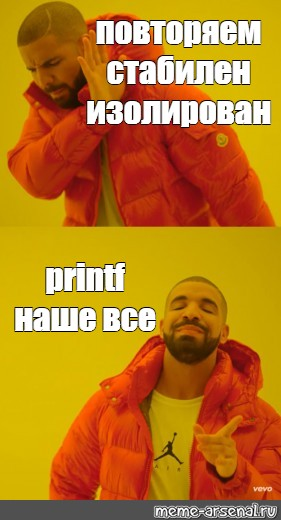 повторяем
стабилен
изолирован
printf
наше все
vevo
meme-arsenal.ru